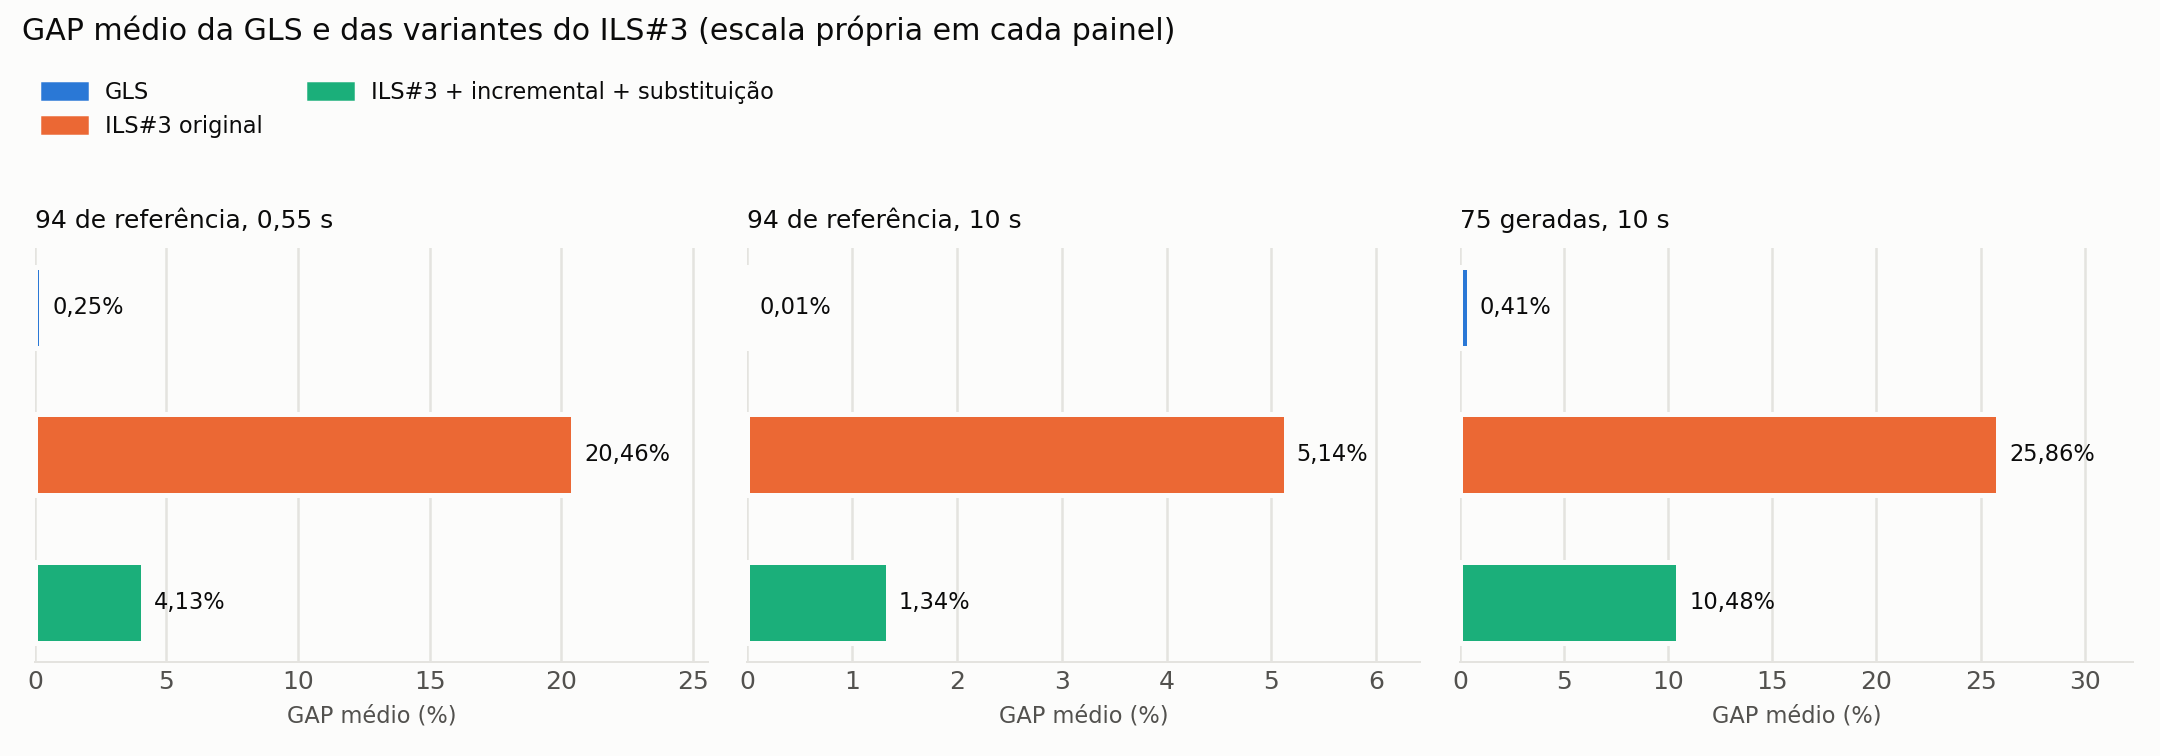 GAP médio da GLS e das variantes do ILS#3 (escala própria em cada painel)
GLS
ILS#3 original
ILS#3 + incremental + substituição
94 de referência, 0,55 s
0,25%
20,46%
4,13%
0 5 10 15 20 25
GAP médio (%)
94 de referência, 10 s
0,01%
5,14%
1,34%
0 1 2 3 4 5 6
GAP médio (%)
75 geradas, 10 s
0,41%
25,86%
10,48%
0 5 10 15 20 25 30
GAP médio (%)